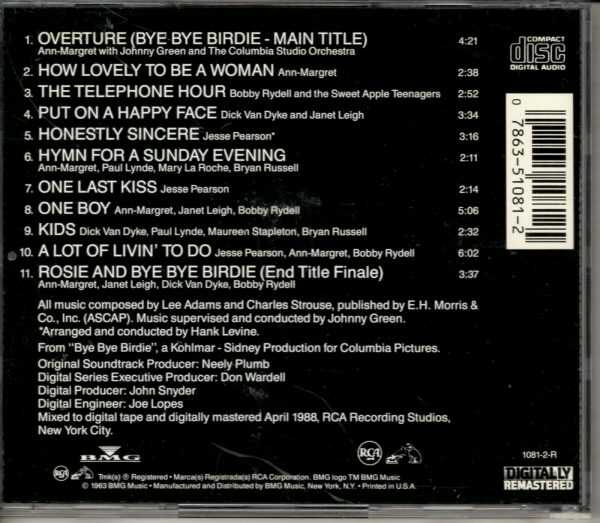 1. OVERTURE (BYE BYE BIRDIE - MAIN TITLE) 4:21
Ann-Margret with Johnny Green and The Columbia Studio Orchestra
2. HOW LOVELY TO BE A WOMAN Ann-Margret 2:38
3. THE TELEPHONE HOUR Bobby Rydell and the Sweet Apple Teenagers 2:52
4. PUT ON A HAPPY FACE Dick Van Dyke and Janet Leigh 3:34
5. HONESTLY SINCERE Jesse Pearson* 3:16
6. HYMN FOR A SUNDAY EVENING 2:11
Ann-Margret, Paul Lynde, Mary La Roche, Bryan Russell
7. ONE LAST KISS Jesse Pearson 2:14
8. ONE BOY Ann-Margret, Janet Leigh, Bobby Rydell 5:06
9. KIDS Dick Van Dyke, Paul Lynde, Maureen Stapleton, Bryan Russell 2:32
10. A LOT OF LIVIN' TO DO Jesse Pearson, Ann-Margret, Bobby Rydell 6:02
11. ROSIE AND BYE BYE BIRDIE (End Title Finale) 3:37
Ann-Margret, Janet Leigh, Dick Van Dyke, Bobby Rydell
All music composed by Lee Adams and Charles Strouse, published by E.H. Morris &
Co., Inc. (ASCAP). Music supervised and conducted by Johnny Green.
*Arranged and conducted by Hank Levine.
From "Bye Bye Birdie", a Kohlmar - Sidney Production for Columbia Pictures.
Original Soundtrack Producer: Neely Plumb
Digital Series Executive Producer: Don Wardell
Digital Producer: John Snyder
Digital Engineer: Joe Lopes
Mixed to digital tape and digitally mastered April 1988, RCA Recording Studios,
New York City.
COMPACT
disc
DIGITAL AUDIO
0 7863-51081-2
BMG
RCA
1081-2-R
RCA
Tmk(s) ® Registered • Marca(s) Registrada(s) RCA Corporation. BMG logo TM BMG Music
© 1963 BMG Music • Manufactured and Distributed by BMG Music, New York, N.Y. • Printed in U.S.A.
DIGITALLY
REMASTERED